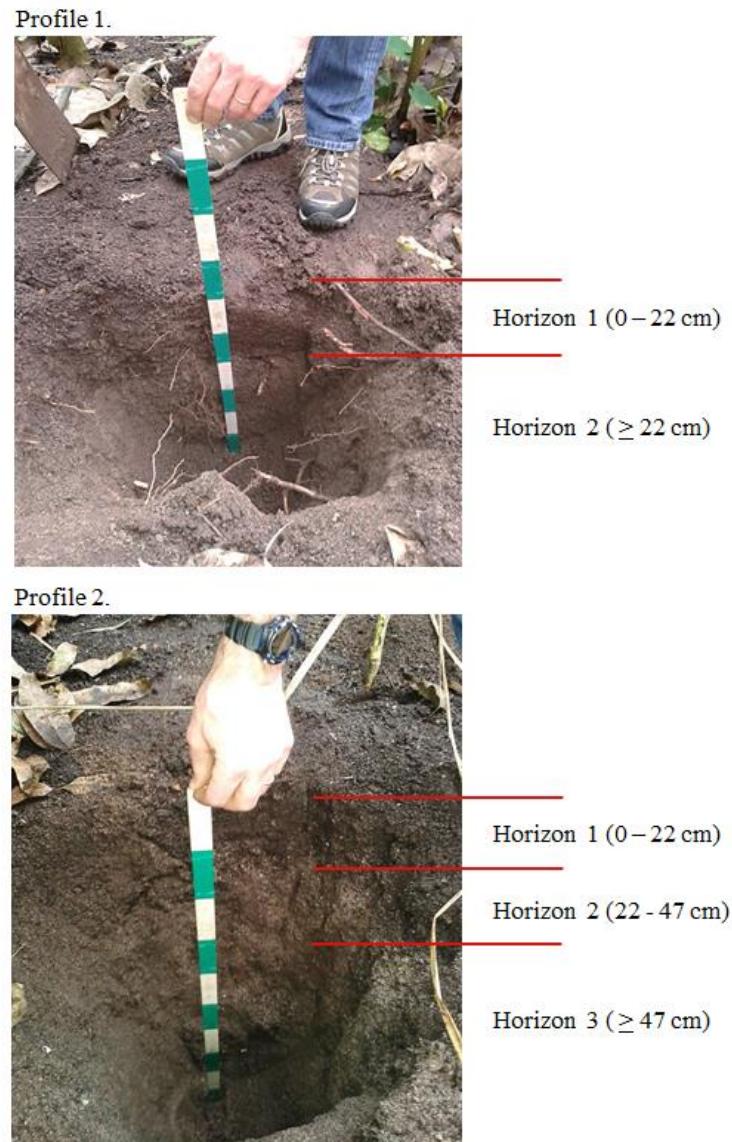 Profile 1.
Horizon 1 (0 – 22 cm)
Horizon 2 ( ≥ 22 cm)
Profile 2.
Horizon 1 (0 – 22 cm)
Horizon 2 (22 - 47 cm)
Horizon 3 ( ≥ 47 cm)